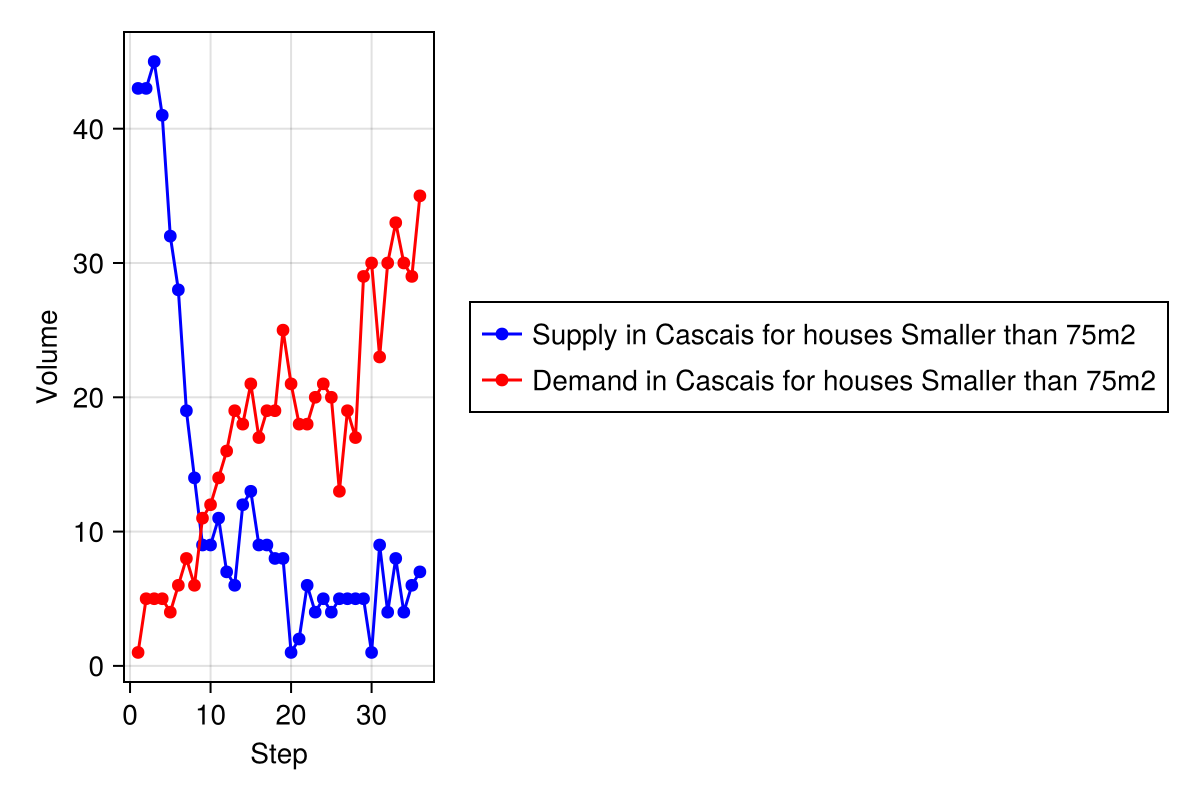 Volume
40
30
20
10
0
0 10 20 30
Step
Supply in Cascais for houses Smaller than 75m2
Demand in Cascais for houses Smaller than 75m2